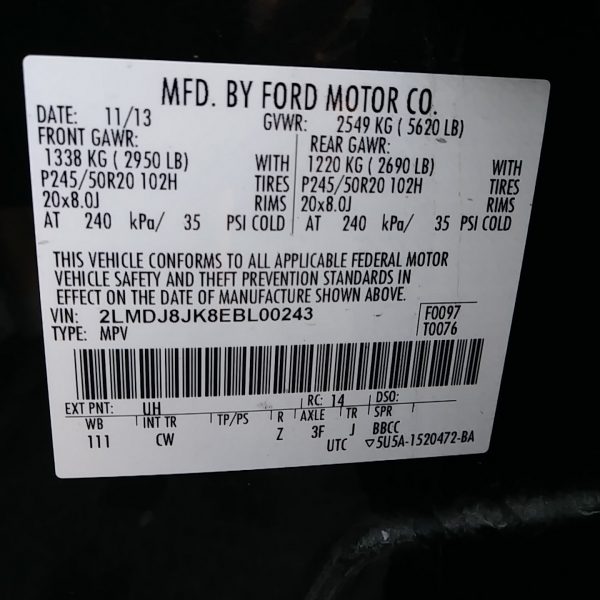 MFD. BY FORD MOTOR CO.
DATE: 11/13 GVWR: 2549 KG ( 5620 LB)
FRONT GAWR: REAR GAWR:
1338 KG ( 2950 LB) WITH 1220 KG ( 2690 LB) WITH
P245/50R20 102H TIRES P245/50R20 102H TIRES
20x8.0J RIMS 20x8.0J RIMS
AT 240 kPa/ 35 PSI COLD AT 240 kPa/ 35 PSI COLD
THIS VEHICLE CONFORMS TO ALL APPLICABLE FEDERAL MOTOR
VEHICLE SAFETY AND THEFT PREVENTION STANDARDS IN
EFFECT ON THE DATE OF MANUFACTURE SHOWN ABOVE.
VIN: 2LMDJ8JK8EBL00243 F0097
TYPE: MPV T0076
EXT PNT: UH RC: 14 DSO:
WB INT TR TP/PS R AXLE TR SPR
111 CW Z 3F J BBCC
UTC ▽5U5A-1520472-BA